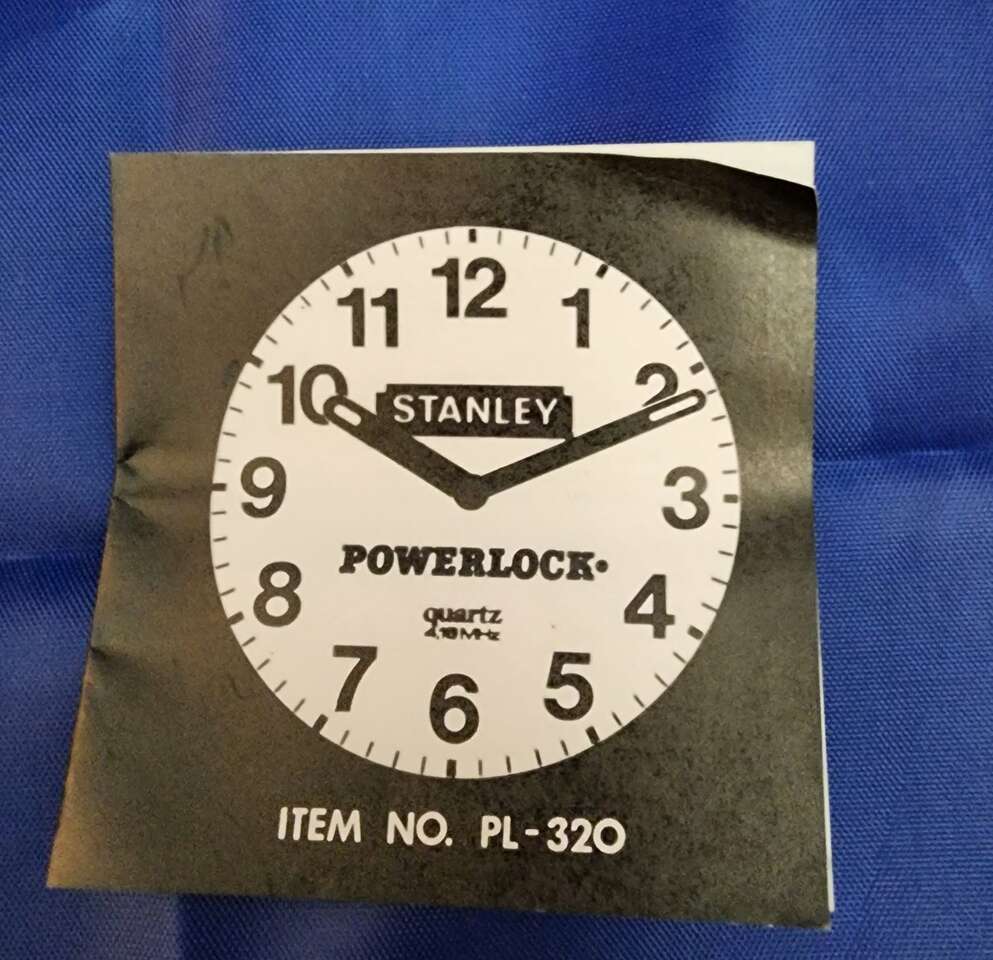 12
11 1
10 2
STANLEY
9 3
POWERLOCK
8 4
quartz
7 5
6
ITEM NO. PL-320